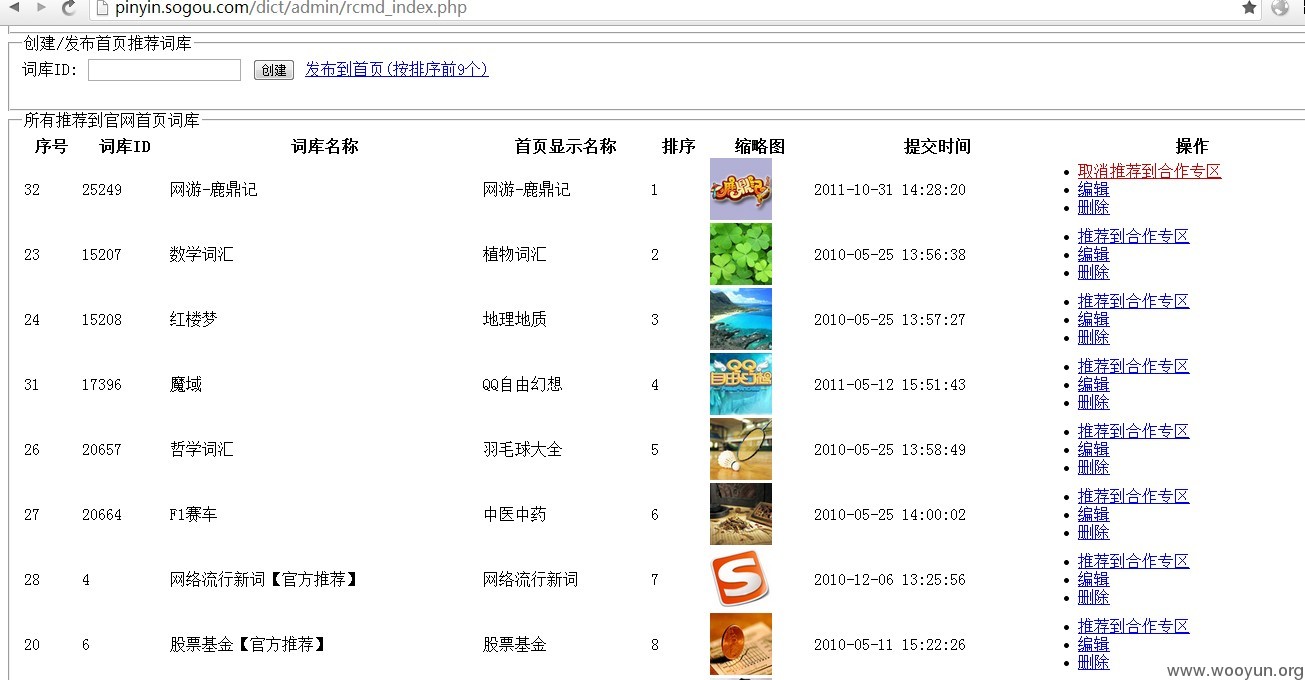 pinyin.sogou.com/dict/admin/rcmd_index.php
创建/发布首页推荐词库
词库ID: 创建 发布到首页(按排序前9个)
所有推荐到官网首页词库
序号 词库ID 词库名称 首页显示名称 排序 缩略图 提交时间 操作
32 25249 网游-鹿鼎记 网游-鹿鼎记 1 鹿鼎记 2011-10-31 14:28:20 取消推荐到合作专区
编辑
删除
23 15207 数学词汇 植物词汇 2 2010-05-25 13:56:38 推荐到合作专区
编辑
删除
24 15208 红楼梦 地理地质 3 2010-05-25 13:57:27 推荐到合作专区
编辑
删除
31 17396 魔域 QQ自由幻想 4 QQ自由幻想 2011-05-12 15:51:43 推荐到合作专区
编辑
删除
26 20657 哲学词汇 羽毛球大全 5 2010-05-25 13:58:49 推荐到合作专区
编辑
删除
27 20664 F1赛车 中医中药 6 2010-05-25 14:00:02 推荐到合作专区
编辑
删除
28 4 网络流行新词【官方推荐】 网络流行新词 7 S 2010-12-06 13:25:56 推荐到合作专区
编辑
删除
20 6 股票基金【官方推荐】 股票基金 8 2010-05-11 15:22:26 推荐到合作专区
编辑
删除
www.wooyun.org